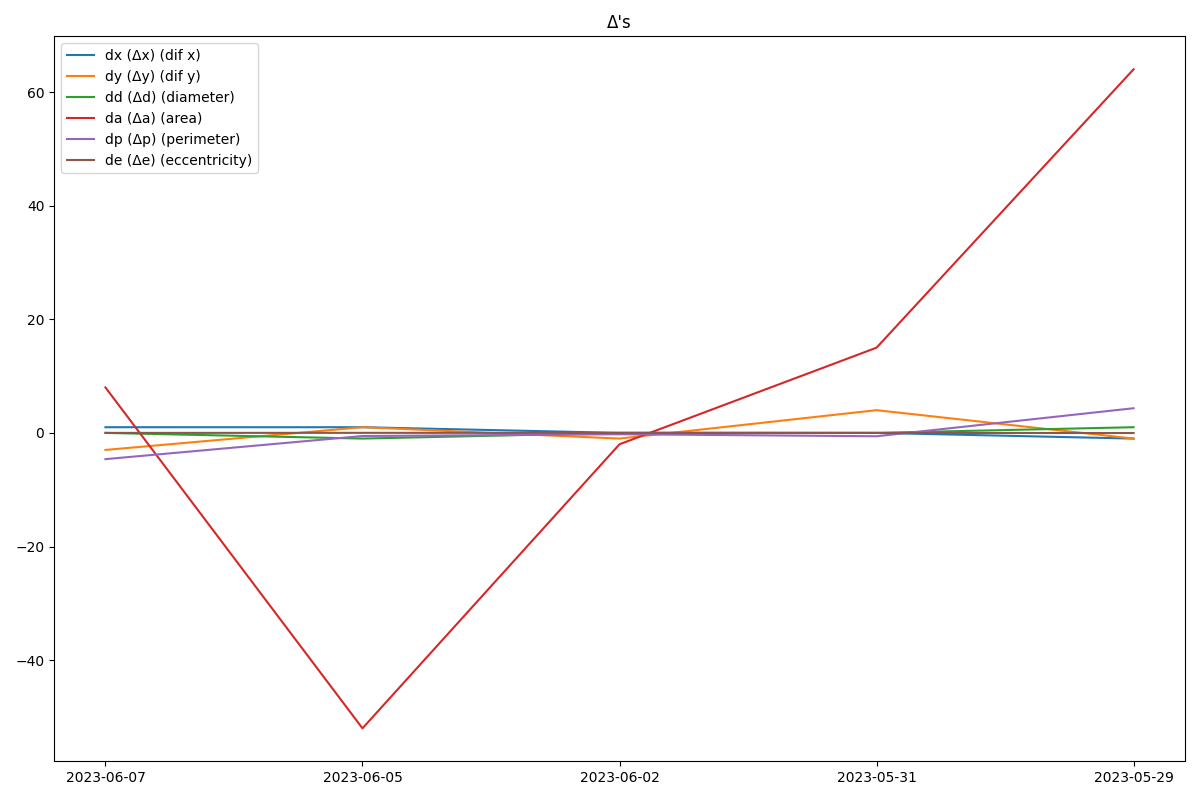 Δ's
dx (Δx) (dif x)
dy (Δy) (dif y)
dd (Δd) (diameter)
da (Δa) (area)
dp (Δp) (perimeter)
de (Δe) (eccentricity)
60
40
20
0
−20
−40
2023-06-07 2023-06-05 2023-06-02 2023-05-31 2023-05-29